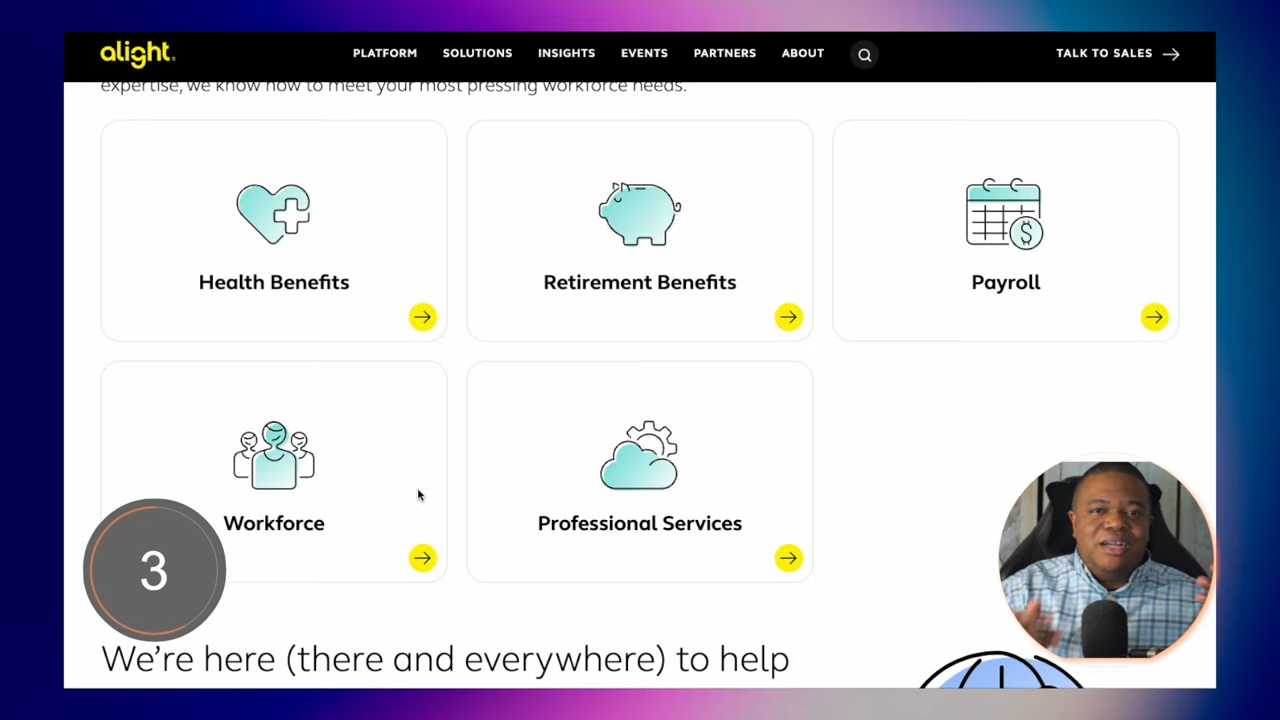 alight.
PLATFORM SOLUTIONS INSIGHTS EVENTS PARTNERS ABOUT TALK TO SALES
expertise, we know how to meet your most pressing workforce needs.
Health Benefits
Retirement Benefits
Payroll
$
Workforce
Professional Services
3
We’re here (there and everywhere) to help